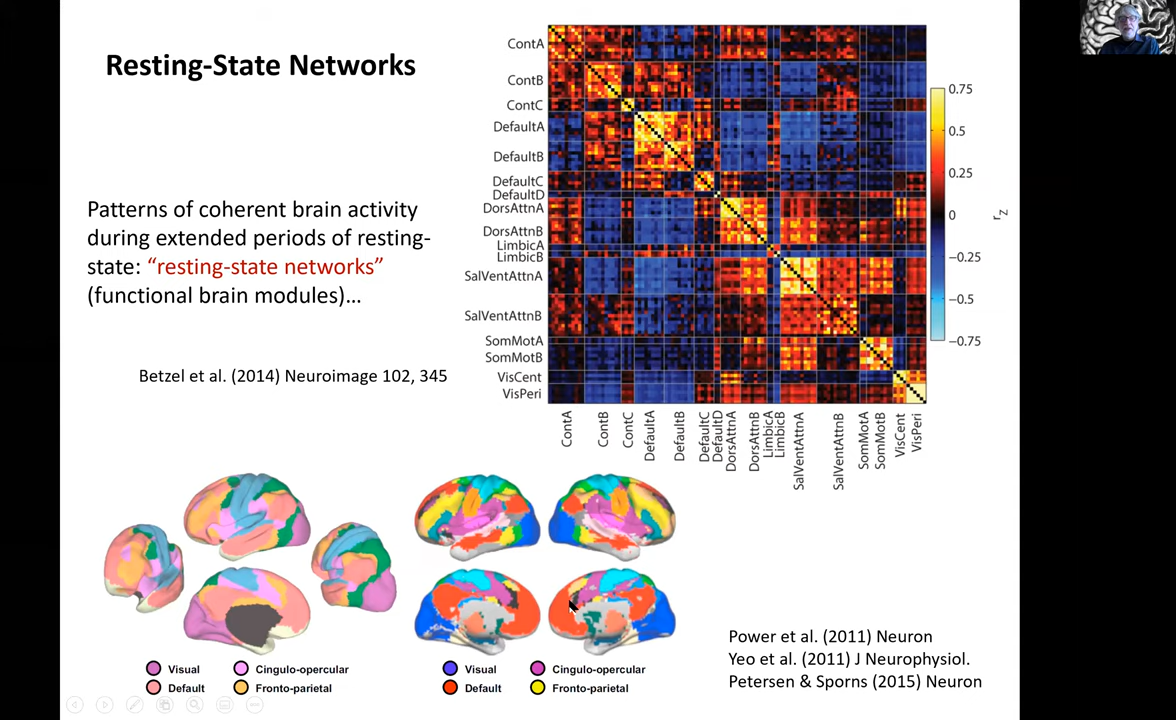 Resting-State Networks
Patterns of coherent brain activity
during extended periods of resting-
state: “resting-state networks”
(functional brain modules)…
Betzel et al. (2014) Neuroimage 102, 345
ContA
ContB
ContC
DefaultA
DefaultB
DefaultC
DefaultD
DorsAttnA
DorsAttnB
LimbicA
LimbicB
SalVentAttnA
SalVentAttnB
SomMotA
SomMotB
VisCent
VisPeri
ContA
ContB
ContC
DefaultA
DefaultB
DefaultC
DefaultD
DorsAttnA
DorsAttnB
LimbicA
LimbicB
SalVentAttnA
SalVentAttnB
SomMotA
SomMotB
VisCent
VisPeri
0.75
0.5
0.25
0
−0.25
−0.5
−0.75
rz
Visual
Cingulo-opercular
Default
Fronto-parietal
Visual
Cingulo-opercular
Default
Fronto-parietal
Power et al. (2011) Neuron
Yeo et al. (2011) J Neurophysiol.
Petersen & Sporns (2015) Neuron